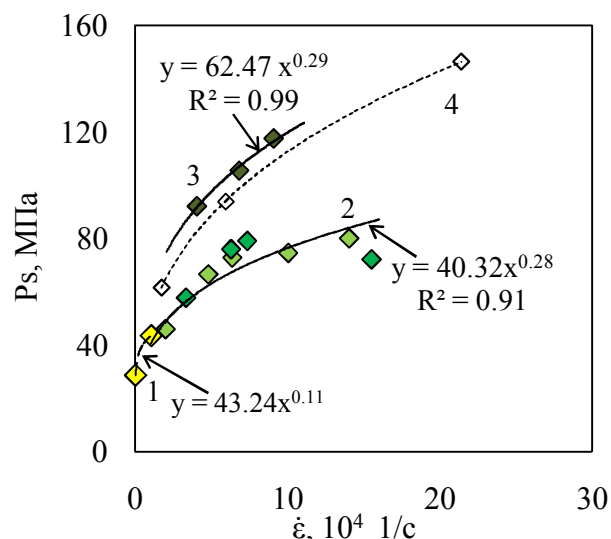 160
y = 62.47 x^0.29
R² = 0.99
4
120
3
2
Ps, МПа
80
y = 40.32x^0.28
R² = 0.91
40
1
y = 43.24x^0.11
0
0 10 20 30
ε̇, 10⁴ 1/с